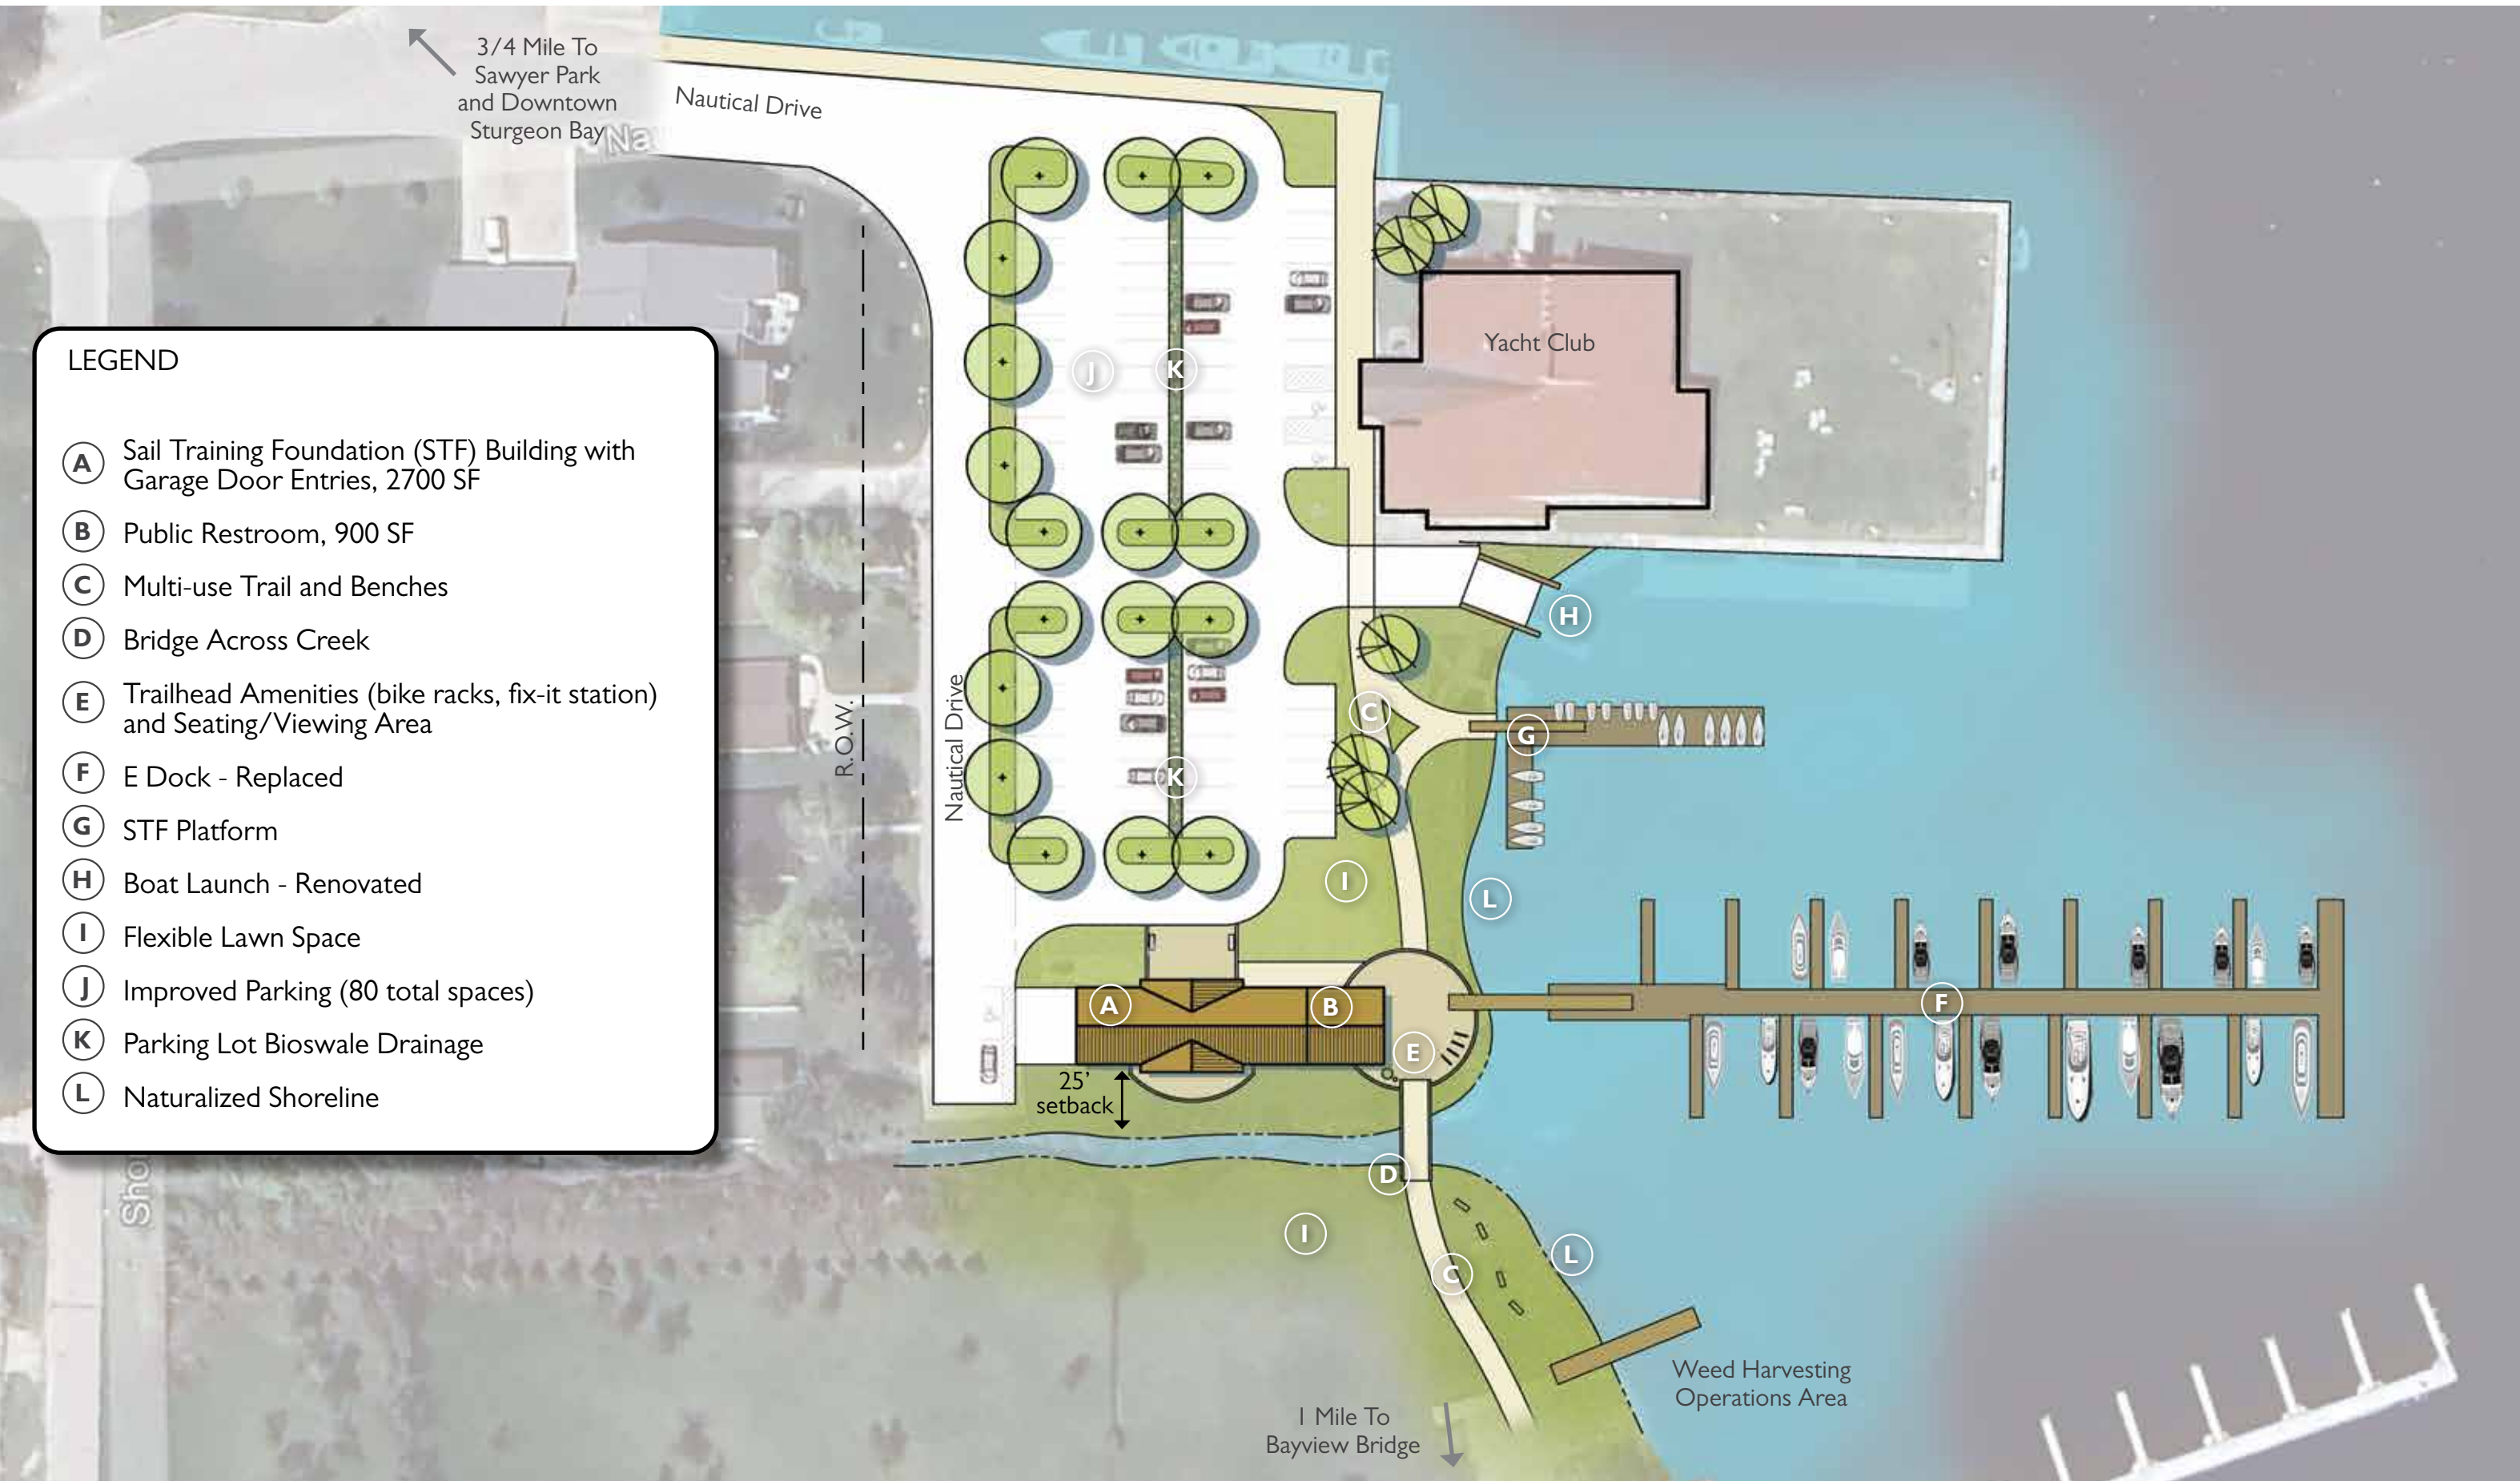 3/4 Mile To
Sawyer Park
and Downtown
Sturgeon Bay
Na
Nautical Drive
Yacht Club
LEGEND
A Sail Training Foundation (STF) Building with
Garage Door Entries, 2700 SF
B Public Restroom, 900 SF
C Multi-use Trail and Benches
D Bridge Across Creek
E Trailhead Amenities (bike racks, fix-it station)
and Seating/Viewing Area
F E Dock - Replaced
G STF Platform
H Boat Launch - Renovated
I Flexible Lawn Space
J Improved Parking (80 total spaces)
K Parking Lot Bioswale Drainage
L Naturalized Shoreline
J
K
H
C
G
R.O.W.
Nautical Drive
K
I
L
A
B
F
E
25'
setback
D
Sho
I
L
C
Weed Harvesting
Operations Area
1 Mile To
Bayview Bridge